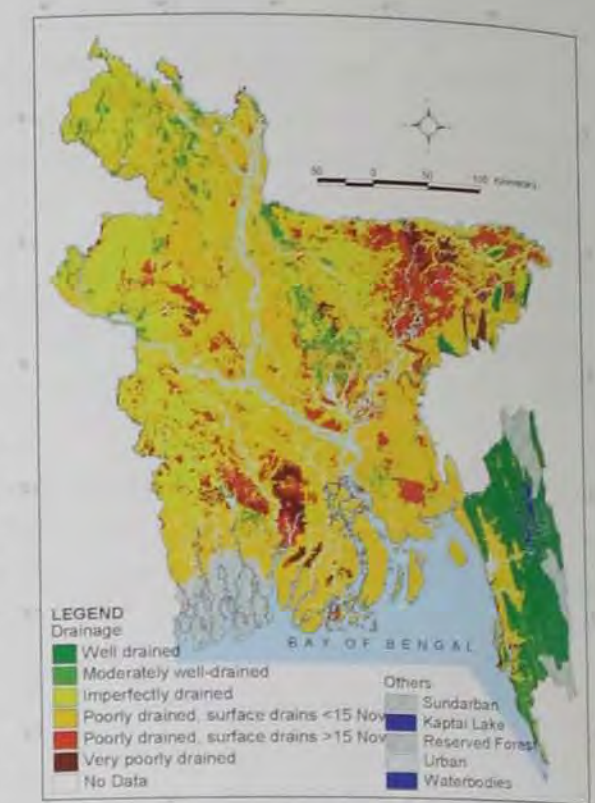 50 0 50 100 Kilometers
BAY OF BENGAL
LEGEND
Drainage
Well drained
Moderately well-drained
Imperfectly drained
Poorly drained, surface drains <15 Nov
Poorly drained, surface drains >15 Nov
Very poorly drained
No Data
Others
Sundarban
Kaptai Lake
Reserved Forest
Urban
Waterbodies